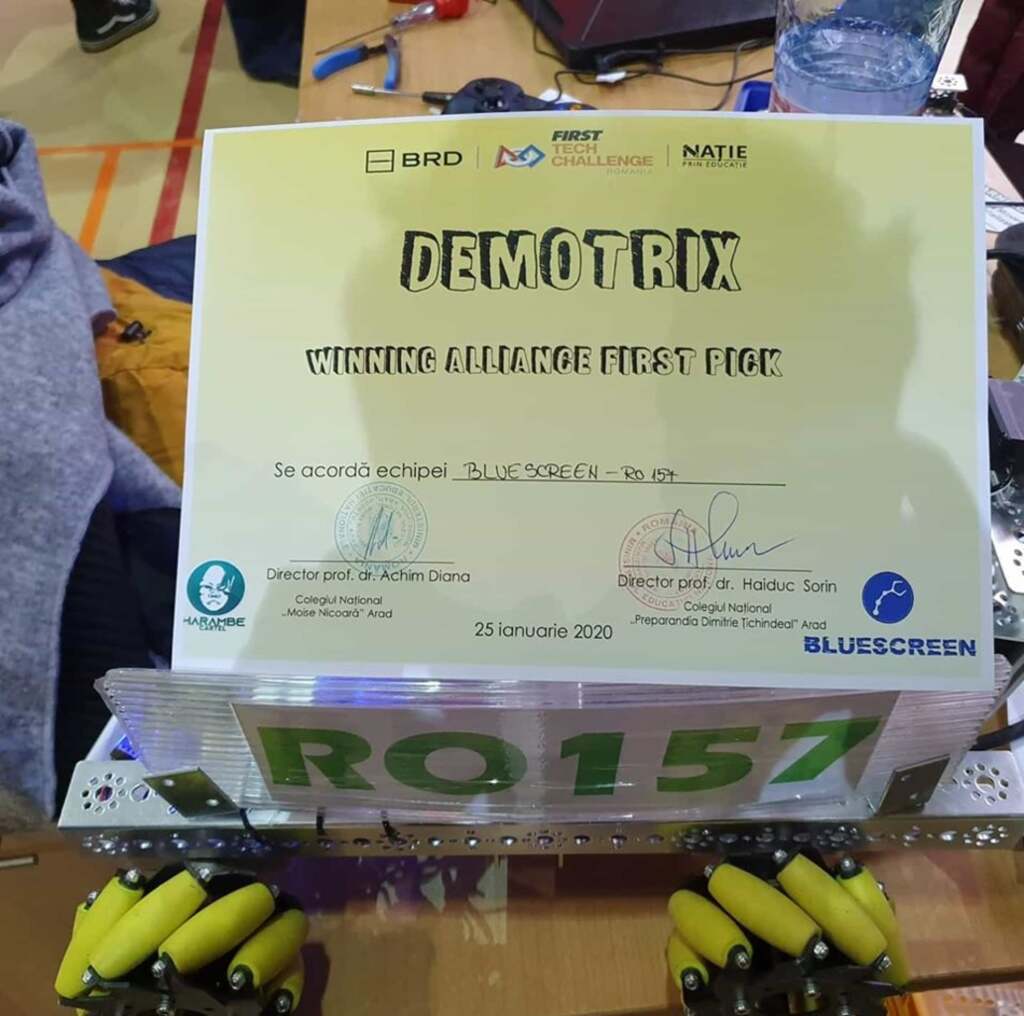 BRD
FIRST
TECH
CHALLENGE
ROMANIA
NAȚIE
PRIN EDUCAȚIE
DEMOTRIX
WINNING ALLIANCE FIRST PICK
Se acordă echipei BLUESCREEN - RO 157
Director prof. dr. Achim Diana
Colegiul Național
„Moise Nicoară” Arad
Director prof. dr. Haiduc Sorin
Colegiul Național
„Preparandia Dimitrie Țichindeal” Arad
25 ianuarie 2020
HARAMBE
CARTEL
BLUESCREEN
RO157